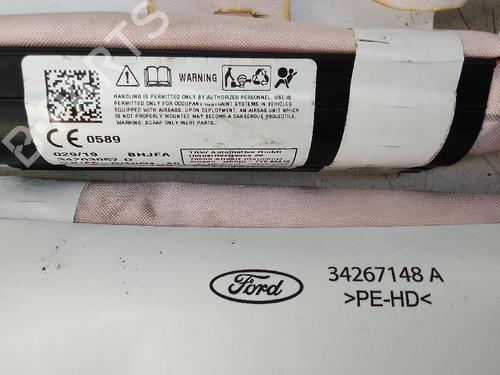 WARNING
HANDLING IS PERMITTED ONLY BY AUTHORIZED PERSONNEL. USE IS
PERMITTED ONLY FOR OCCUPANT RESTRAINT SYSTEMS IN VEHICLES
EQUIPPED WITH AIRBAGS. UPON DEPLOYMENT, AN AIRBAG UNIT WHICH
IS NOT PROPERLY MOUNTED MAY BECOME A DANGEROUS PROJECTILE.
WARNING: SCRAP ONLY IF INERT
CE 0589
029/19 BHJFA
TRW Automotive GmbH
Ford
34267148 A
>PE-HD<